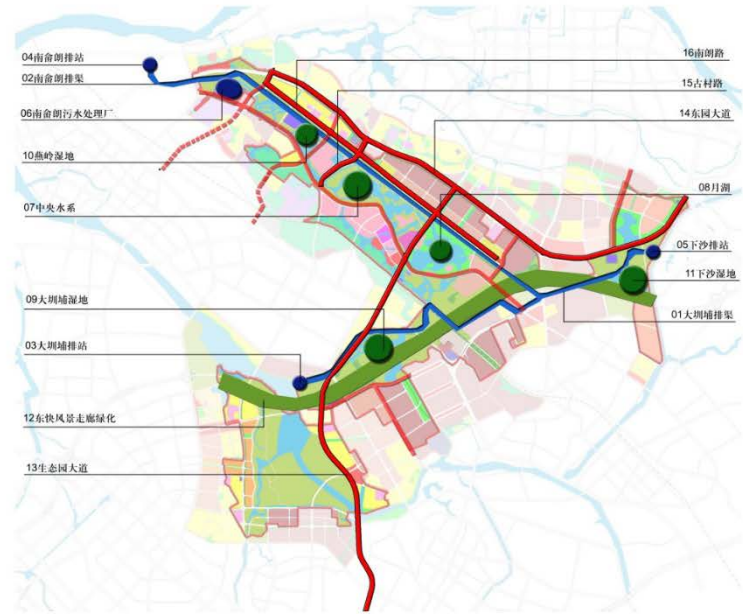 04南畲朗排站
02南畲朗排渠
06南畲朗污水处理厂
10燕岭湿地
07中央水系
09大圳埔湿地
03大圳埔排站
12东快风景走廊绿化
13生态园大道
16南朗路
15古村路
14东园大道
08月湖
05下沙排站
11下沙湿地
01大圳埔排渠